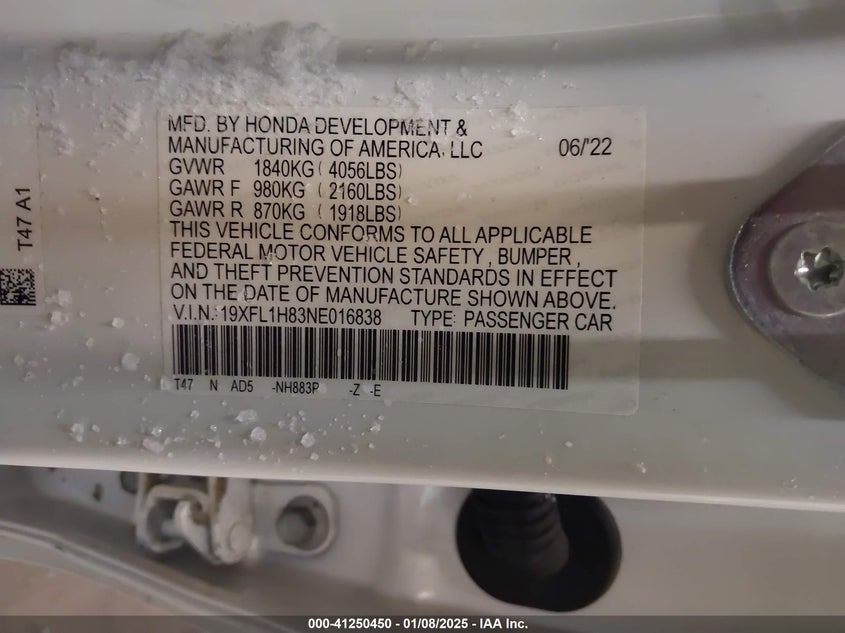 MFD. BY HONDA DEVELOPMENT &
MANUFACTURING OF AMERICA, LLC 06/'22
GVWR 1840KG ( 4056LBS)
GAWR F 980KG ( 2160LBS)
GAWR R 870KG ( 1918LBS)
THIS VEHICLE CONFORMS TO ALL APPLICABLE
FEDERAL MOTOR VEHICLE SAFETY , BUMPER ,
AND THEFT PREVENTION STANDARDS IN EFFECT
ON THE DATE OF MANUFACTURE SHOWN ABOVE.
V.I.N.: 19XFL1H83NE016838 TYPE: PASSENGER CAR
T47 N AD5 -NH883P -Z -E
T47 A1
000-41250450 - 01/08/2025 - IAA Inc.